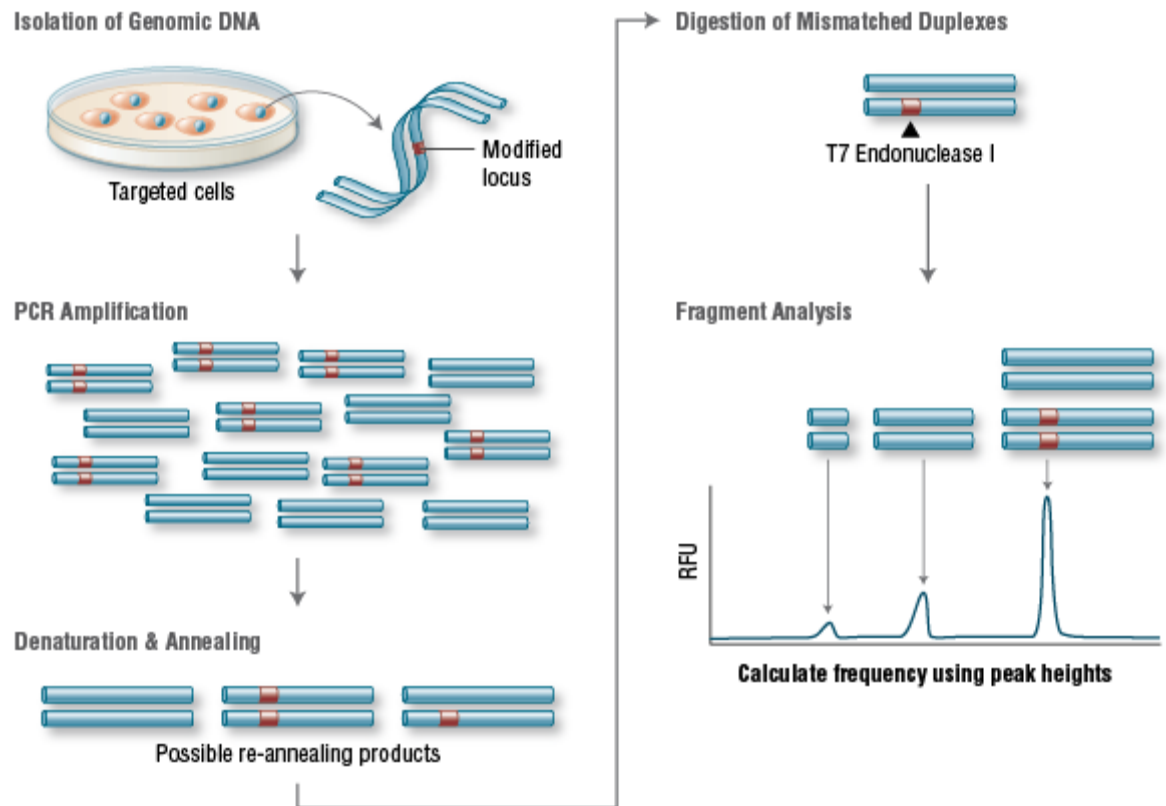 Isolation of Genomic DNA
Modified
locus
Targeted cells
PCR Amplification
Denaturation & Annealing
Possible re-annealing products
Digestion of Mismatched Duplexes
T7 Endonuclease I
Fragment Analysis
RFU
Calculate frequency using peak heights